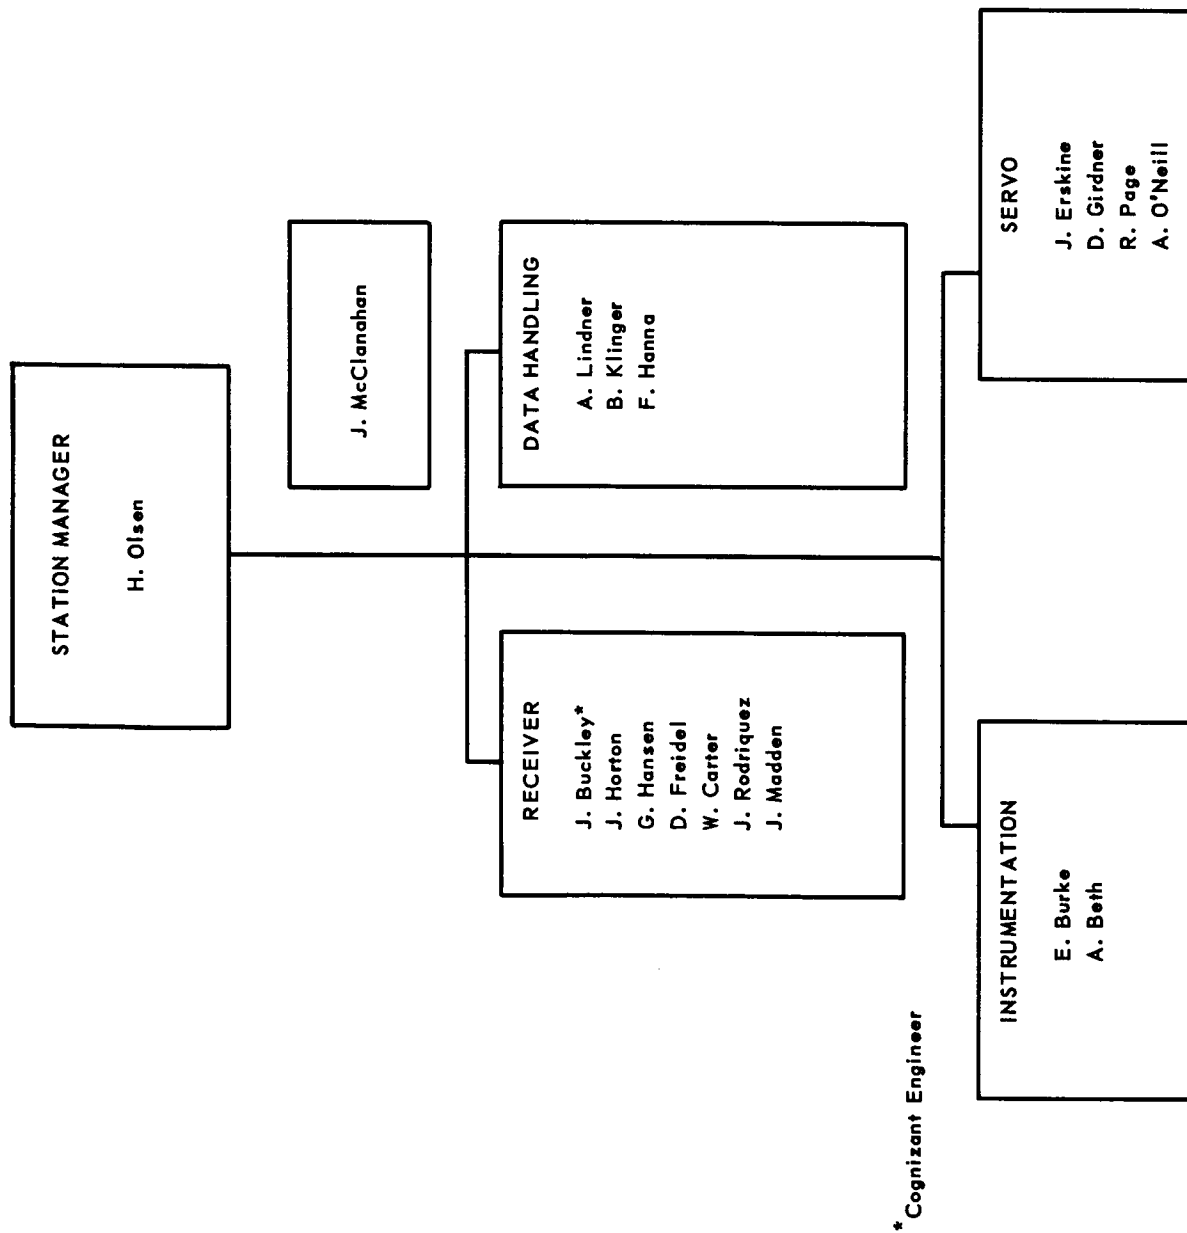 STATION MANAGER
H. Olsen
J. McClanahan
RECEIVER
J. Buckley*
J. Horton
G. Hansen
D. Freidel
W. Carter
J. Rodriquez
J. Madden
DATA HANDLING
A. Lindner
B. Klinger
F. Hanna
INSTRUMENTATION
E. Burke
A. Beth
SERVO
J. Erskine
D. Girdner
R. Page
A. O'Neill
*Cognizant Engineer